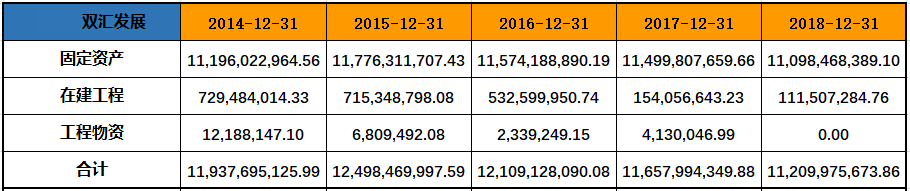 双汇发展 2014-12-31 2015-12-31 2016-12-31 2017-12-31 2018-12-31
固定资产 11,196,022,964.56 11,776,311,707.43 11,574,188,890.19 11,499,807,659.66 11,098,468,389.10
在建工程 729,484,014.33 715,348,798.08 532,599,950.74 154,056,643.23 111,507,284.76
工程物资 12,188,147.10 6,809,492.08 2,339,249.15 4,130,046.99 0.00
合计 11,937,695,125.99 12,498,469,997.59 12,109,128,090.08 11,657,994,349.88 11,209,975,673.86